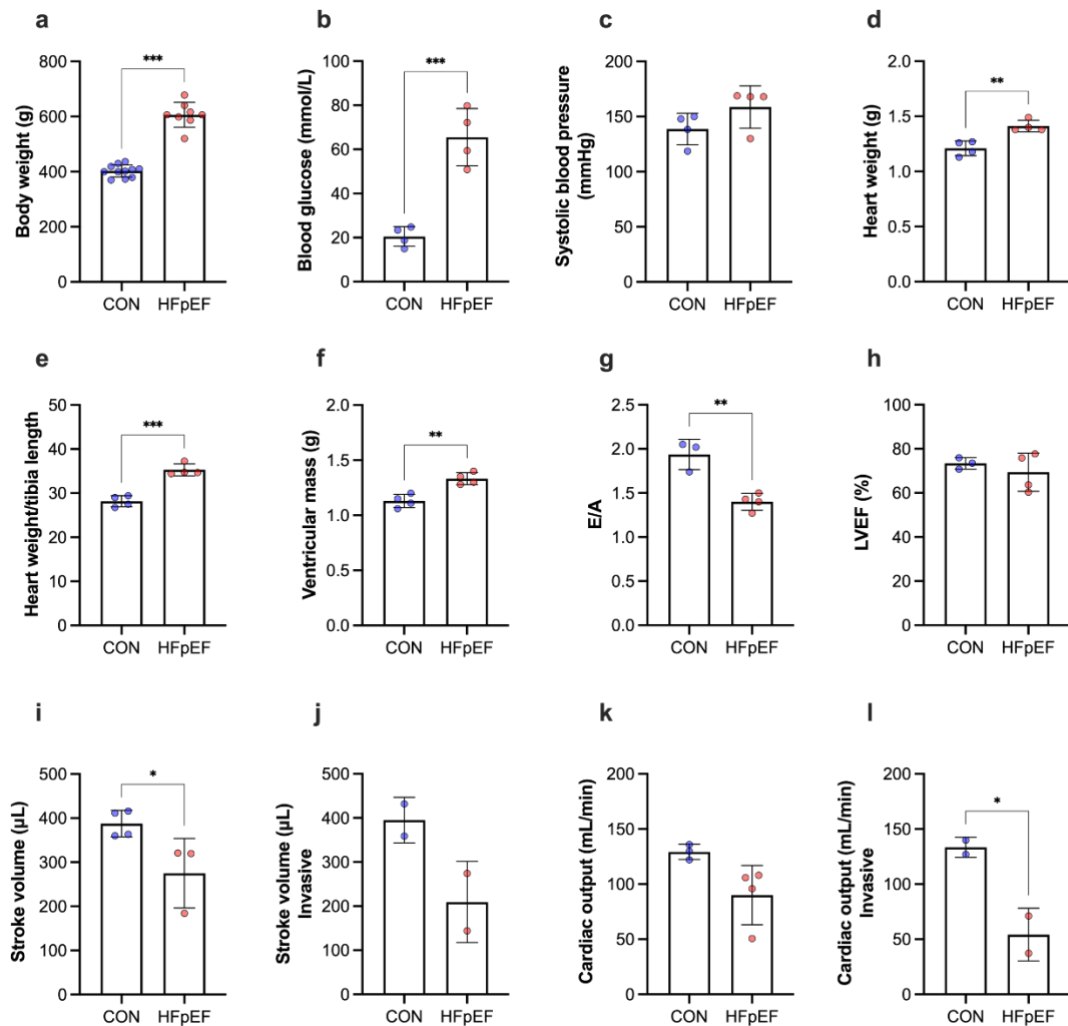 a
Body weight (g)
800
600
400
200
0
***
CON
HFpEF
b
Blood glucose (mmol/L)
100
80
60
40
20
0
***
CON
HFpEF
c
Systolic blood pressure
(mmHg)
200
150
100
50
0
CON
HFpEF
d
Heart weight (g)
2.0
1.5
1.0
0.5
0.0
**
CON
HFpEF
e
Heart weight/tibia length
50
40
30
20
10
0
***
CON
HFpEF
f
Ventricular mass (g)
2.0
1.5
1.0
0.5
0.0
**
CON
HFpEF
g
E/A
2.5
2.0
1.5
1.0
0.5
0.0
**
CON
HFpEF
h
LVEF (%)
100
80
60
40
20
0
CON
HFpEF
i
Stroke volume (µL)
500
400
300
200
100
0
*
CON
HFpEF
j
Stroke volume (µL)
Invasive
500
400
300
200
100
0
CON
HFpEF
k
Cardiac output (mL/min)
200
150
100
50
0
CON
HFpEF
l
Cardiac output (mL/min)
Invasive
200
150
100
50
0
*
CON
HFpEF